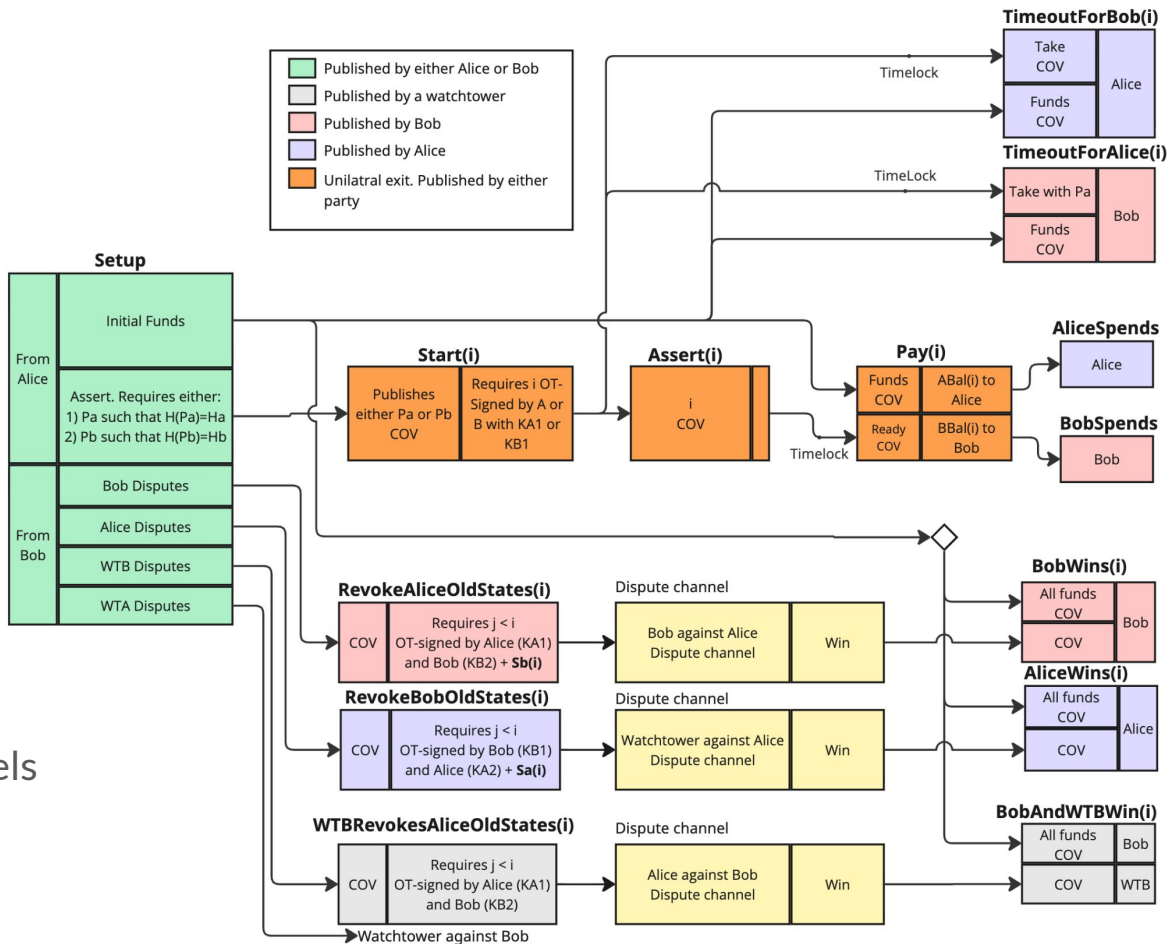 TimeoutForBob(i)
Take
COV
Funds
COV
Alice
Timelock
Published by either Alice or Bob
Published by a watchtower
Published by Bob
Published by Alice
Unilatral exit. Published by either
party
TimeoutForAlice(i)
TimeLock
Take with Pa
Funds
COV
Bob
Setup
From
Alice
Initial Funds
Assert. Requires either:
1) Pa such that H(Pa)=Ha
2) Pb such that H(Pb)=Hb
From
Bob
Bob Disputes
Alice Disputes
WTB Disputes
WTA Disputes
Start(i)
Publishes
either Pa or Pb
COV
Requires i OT-
Signed by A or
B with KA1 or
KB1
Assert(i)
i
COV
Timelock
Pay(i)
Funds
COV
ABal(i) to
Alice
Ready
COV
BBal(i) to
Bob
AliceSpends
Alice
BobSpends
Bob
RevokeAliceOldStates(i)
COV
Requires j < i
OT-signed by Alice (KA1)
and Bob (KB2) + Sb(i)
Dispute channel
Bob against Alice
Dispute channel
Win
BobWins(i)
All funds
COV
COV
Bob
RevokeBobOldStates(i)
COV
Requires j < i
OT-signed by Bob (KB1)
and Alice (KA2) + Sa(i)
Dispute channel
Watchtower against Alice
Dispute channel
Win
AliceWins(i)
All funds
COV
COV
Alice
els
WTBRevokesAliceOldStates(i)
COV
Requires j < i
OT-signed by Alice (KA1)
and Bob (KB2)
Dispute channel
Alice against Bob
Dispute channel
Win
BobAndWTBWin(i)
All funds
COV
Bob
COV
WTB
Watchtower against Bob